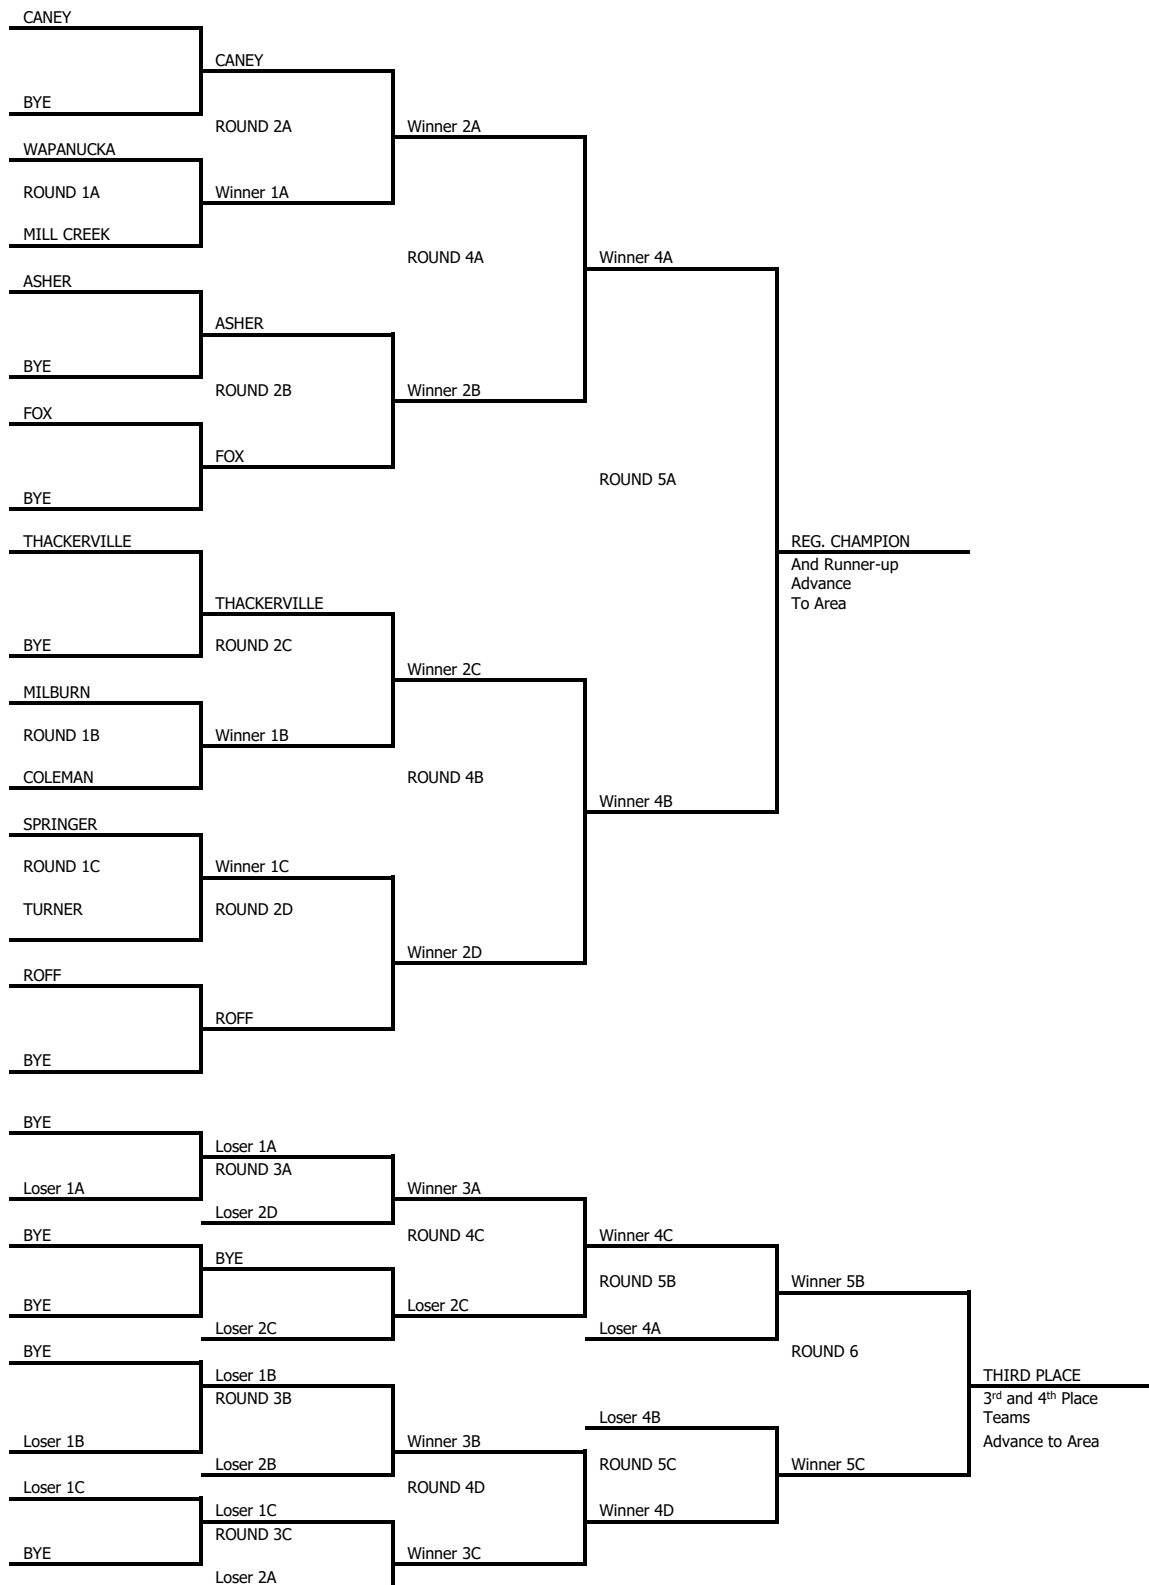 CANEY
CANEY
BYE
ROUND 2A
Winner 2A
WAPANUCKA
ROUND 1A
Winner 1A
MILL CREEK
ROUND 4A
Winner 4A
ASHER
ASHER
BYE
ROUND 2B
Winner 2B
FOX
FOX
ROUND 5A
BYE
THACKERVILLE
REG. CHAMPION
And Runner-up
Advance
To Area
THACKERVILLE
BYE
ROUND 2C
Winner 2C
MILBURN
ROUND 1B
Winner 1B
COLEMAN
ROUND 4B
Winner 4B
SPRINGER
ROUND 1C
Winner 1C
TURNER
ROUND 2D
Winner 2D
ROFF
ROFF
BYE
BYE
Loser 1A
ROUND 3A
Loser 1A
Winner 3A
Loser 2D
BYE
ROUND 4C
Winner 4C
BYE
ROUND 5B
Winner 5B
BYE
Loser 2C
Loser 2C
Loser 4A
BYE
ROUND 6
Loser 1B
THIRD PLACE
ROUND 3B
3rd and 4th Place
Teams
Loser 4B
Loser 1B
Winner 3B
Advance to Area
Loser 2B
ROUND 5C
Winner 5C
Loser 1C
ROUND 4D
Loser 1C
Winner 4D
ROUND 3C
BYE
Winner 3C
Loser 2A